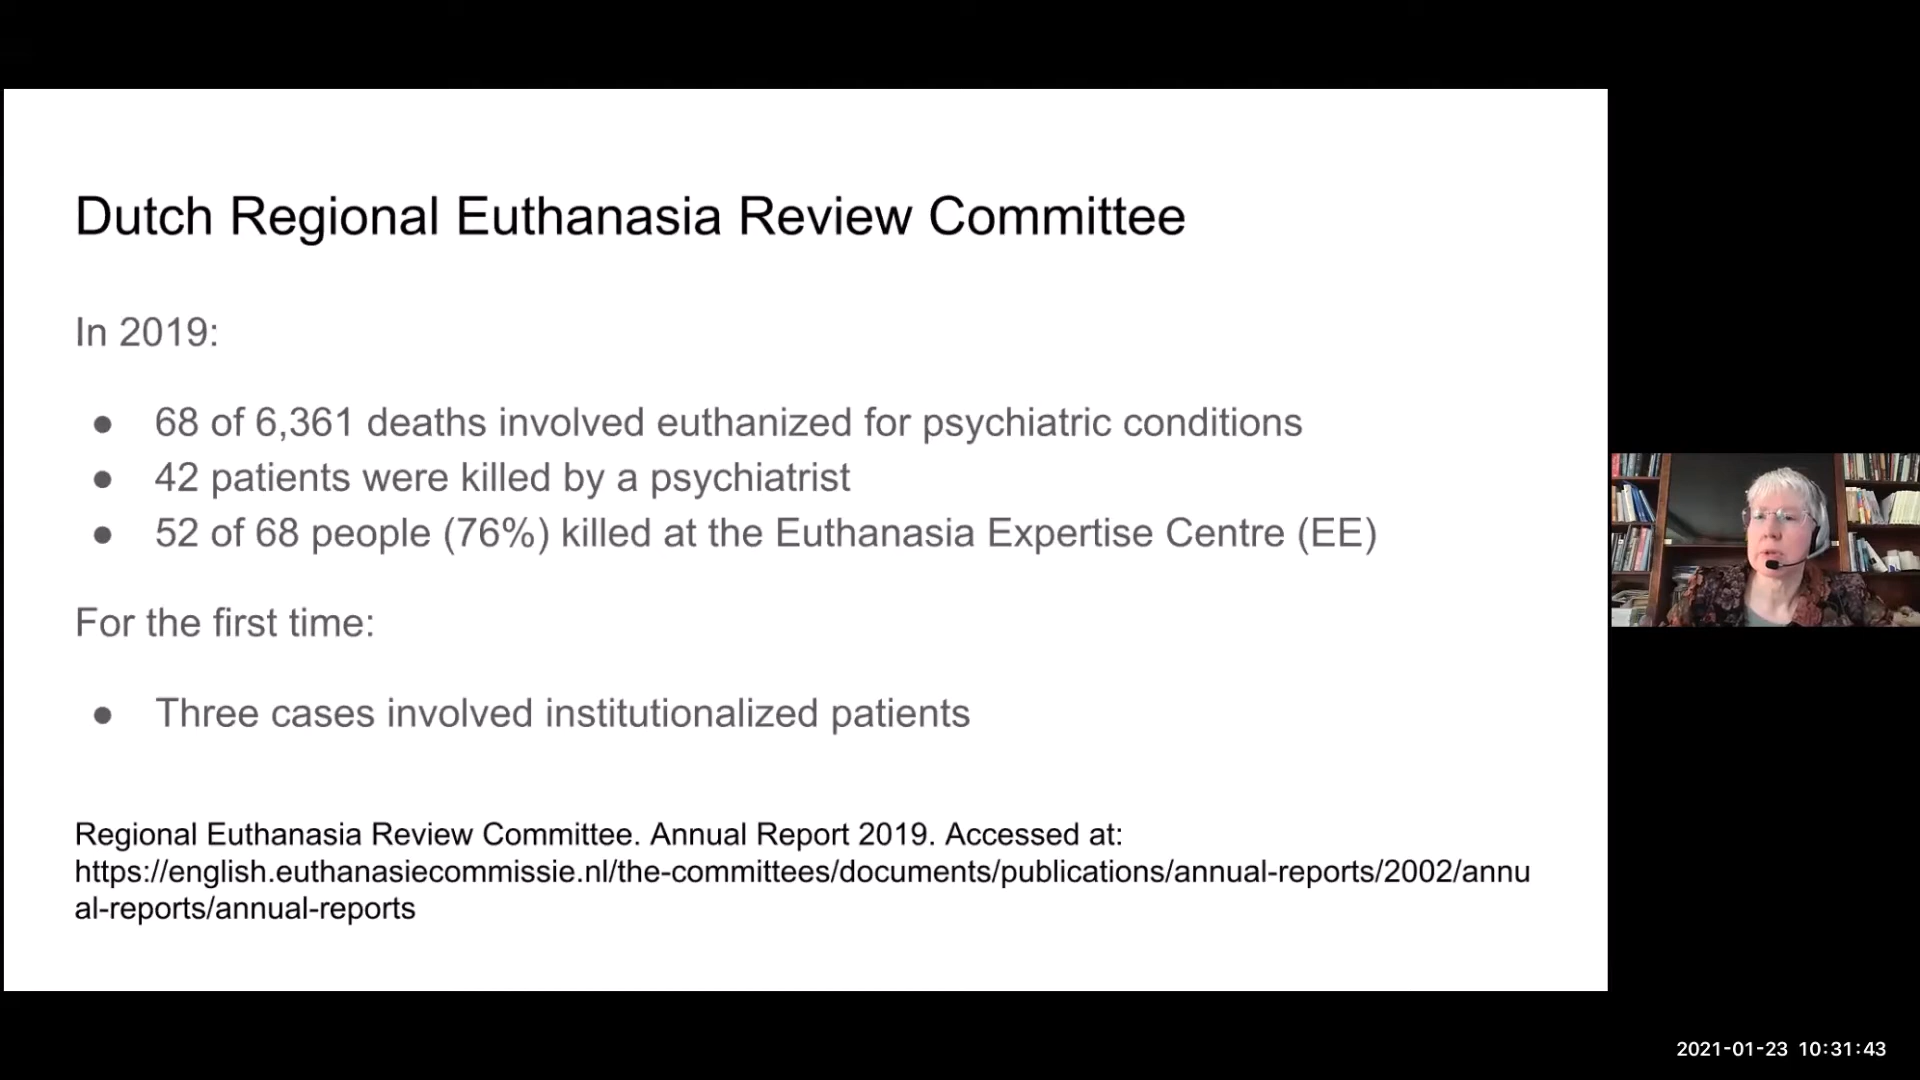 Dutch Regional Euthanasia Review Committee
In 2019:
● 68 of 6,361 deaths involved euthanized for psychiatric conditions
● 42 patients were killed by a psychiatrist
● 52 of 68 people (76%) killed at the Euthanasia Expertise Centre (EE)
For the first time:
● Three cases involved institutionalized patients
Regional Euthanasia Review Committee. Annual Report 2019. Accessed at:
https://english.euthanasiecommissie.nl/the-committees/documents/publications/annual-reports/2002/annu
al-reports/annual-reports
2021-01-23 10:31:43